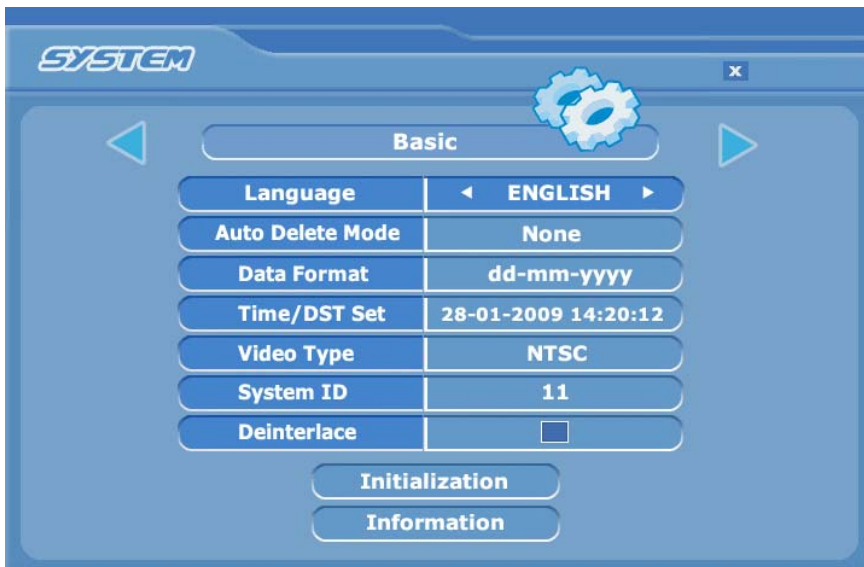 SYSTEM
x
Basic
Language ENGLISH
Auto Delete Mode None
Data Format dd-mm-yyyy
Time/DST Set 28-01-2009 14:20:12
Video Type NTSC
System ID 11
Deinterlace
Initialization
Information